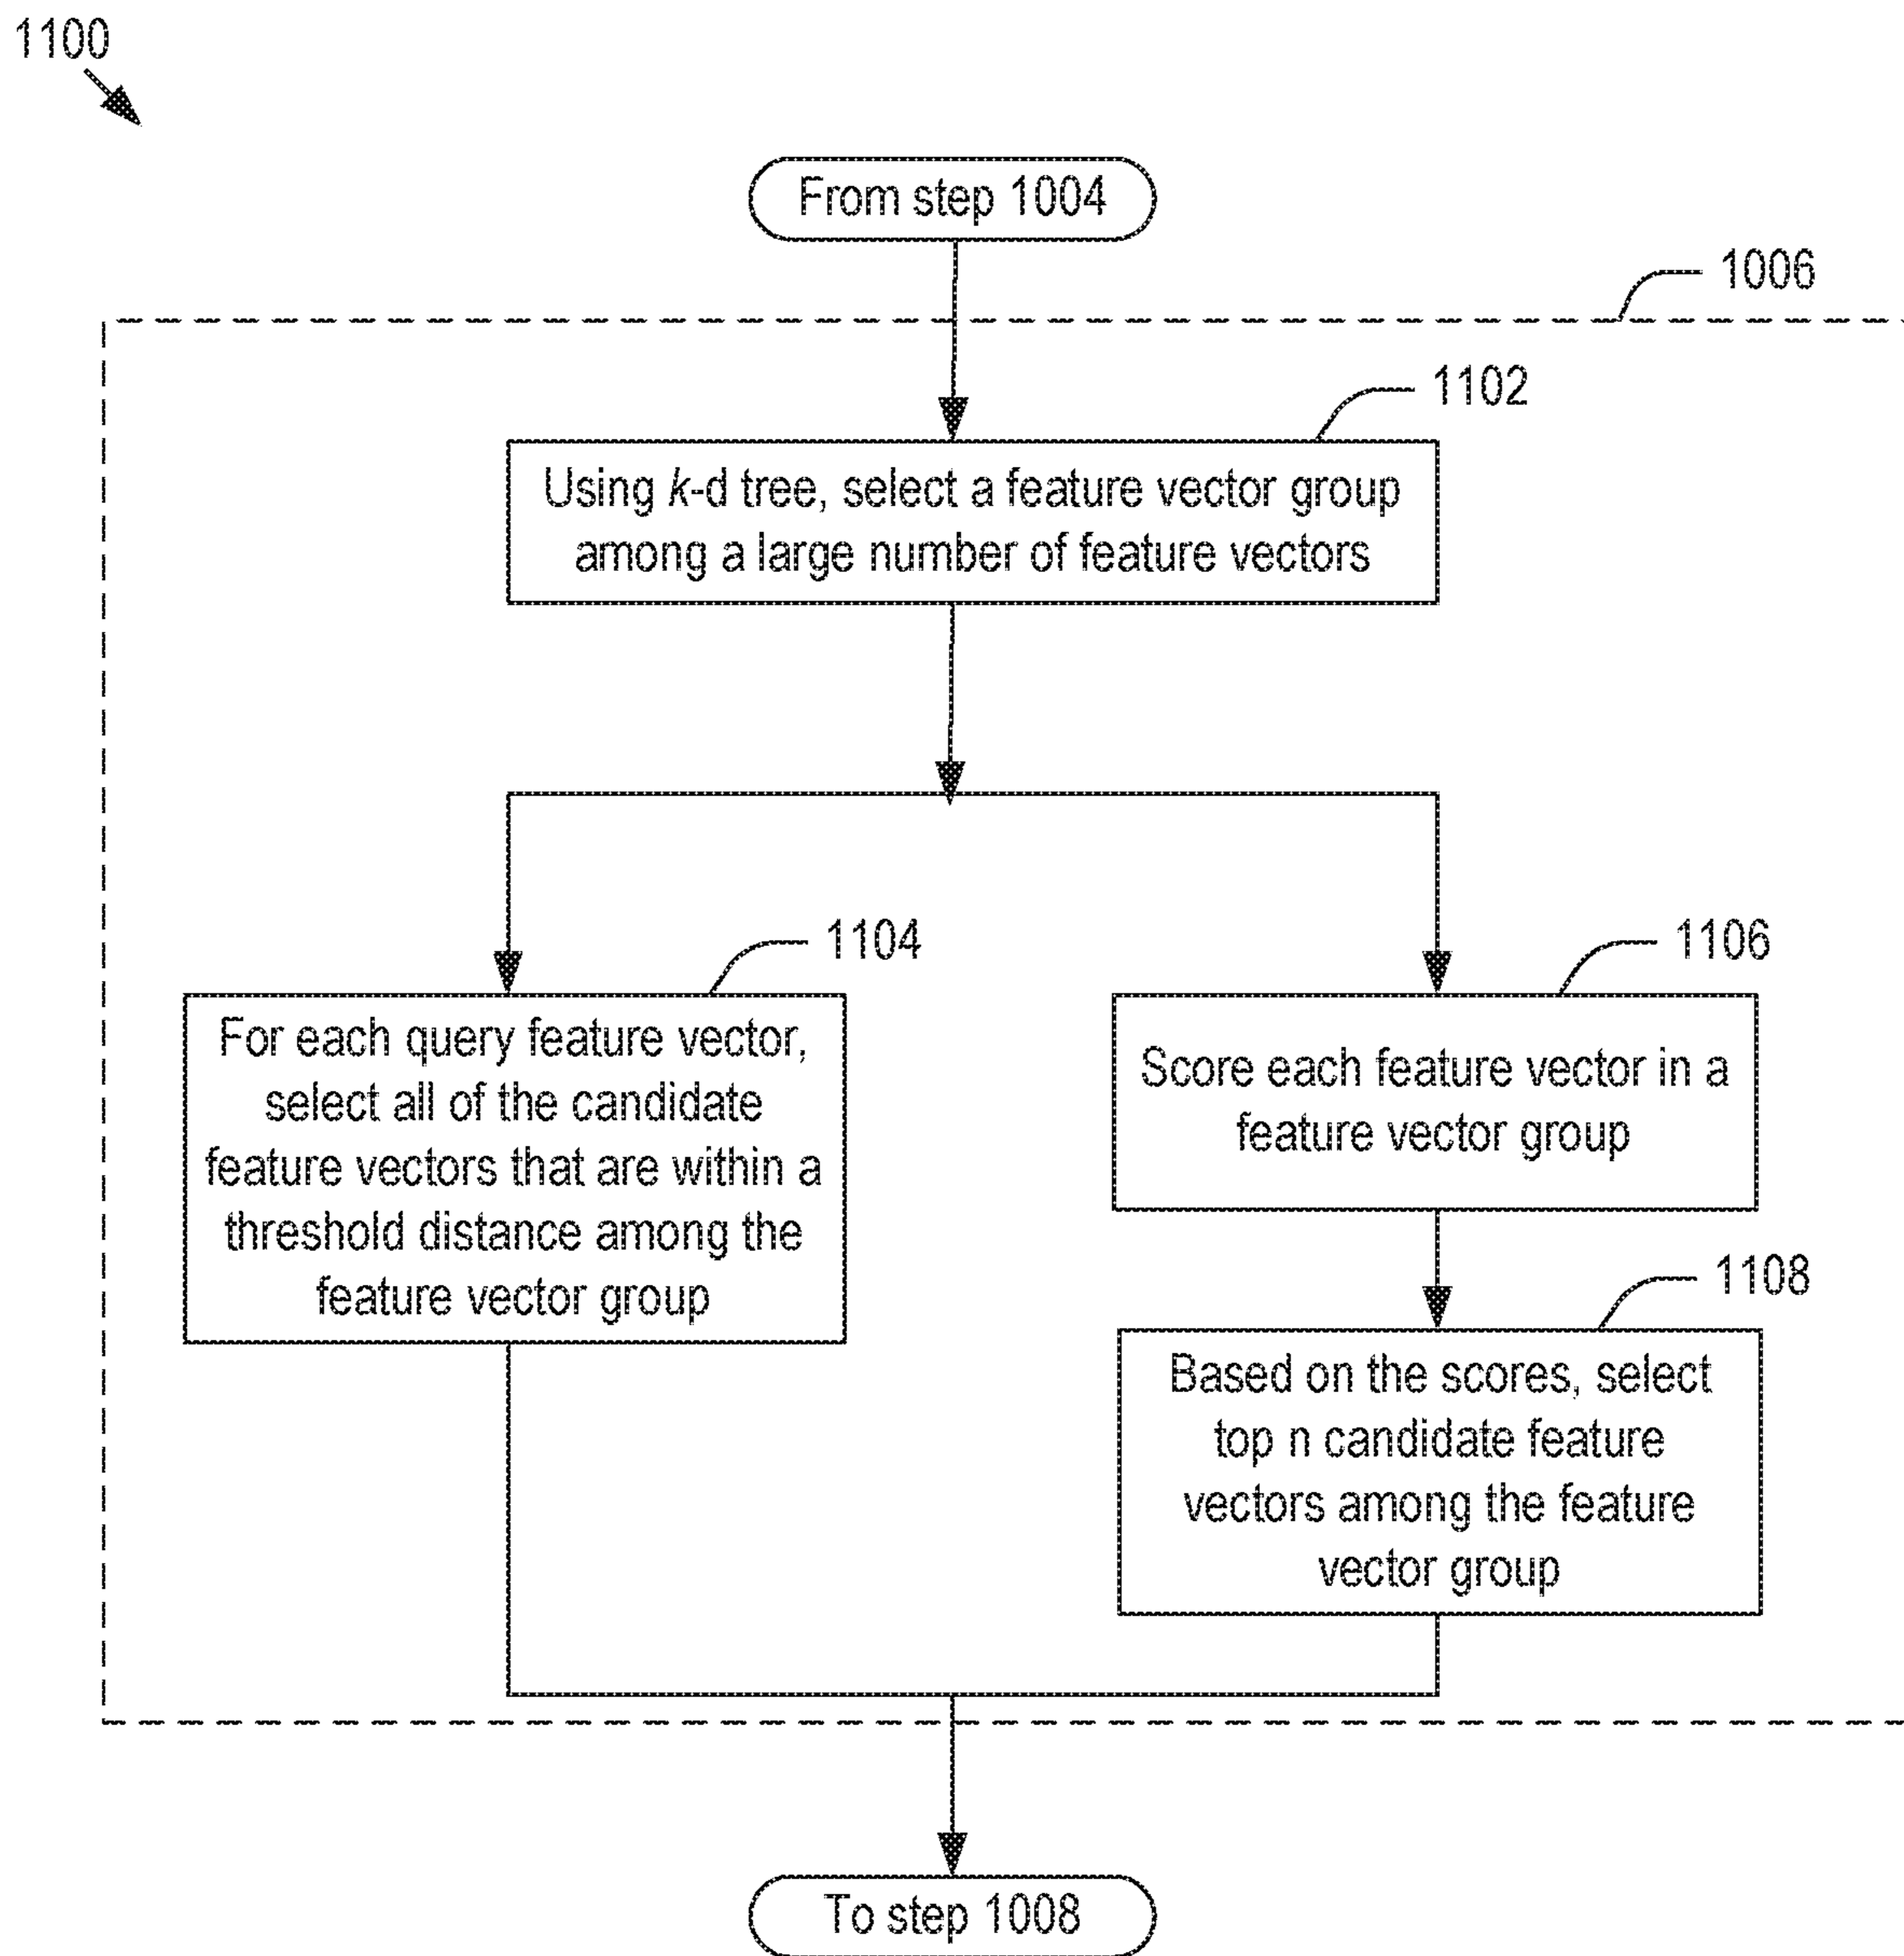 1100
From step 1004
1006
1102
Using k-d tree, select a feature vector group
among a large number of feature vectors
1104
For each query feature vector,
select all of the candidate
feature vectors that are within a
threshold distance among the
feature vector group
1106
Score each feature vector in a
feature vector group
1108
Based on the scores, select
top n candidate feature
vectors among the feature
vector group
To step 1008